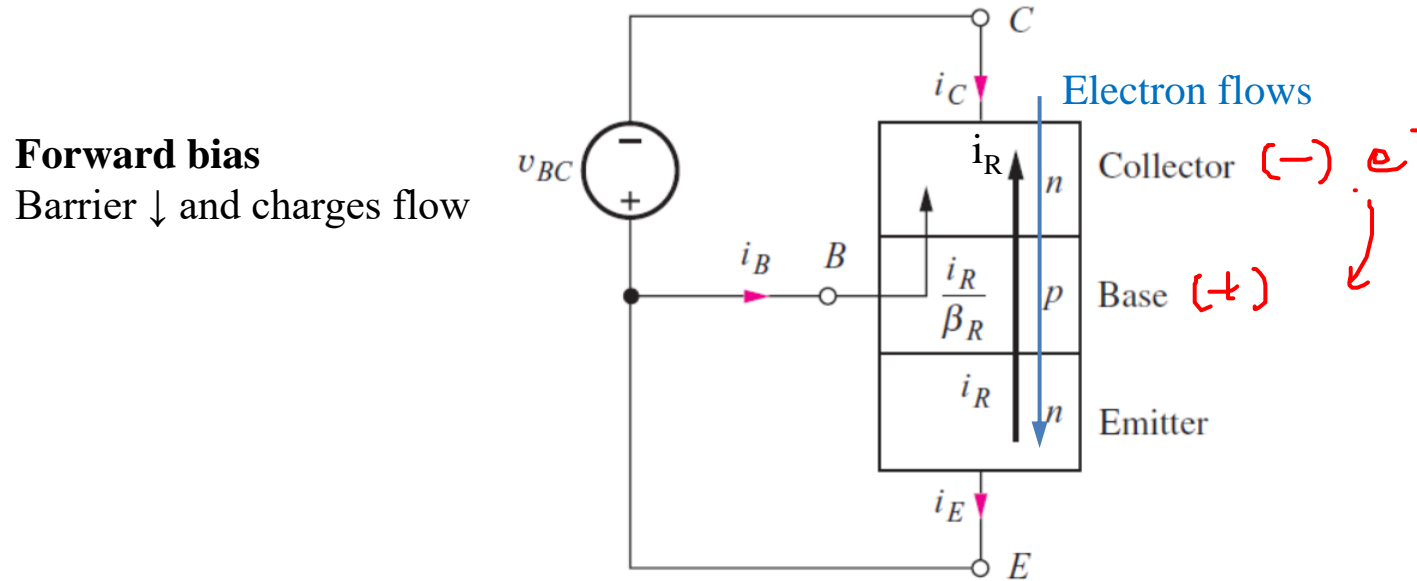 C
i_C
Electron flows
Forward bias
Barrier ↓ and charges flow
v_BC
−
+
i_R
n
Collector (−) e⁻
i_B
B
i_R
β_R
p
Base (+)
i_R
n
Emitter
i_E
E